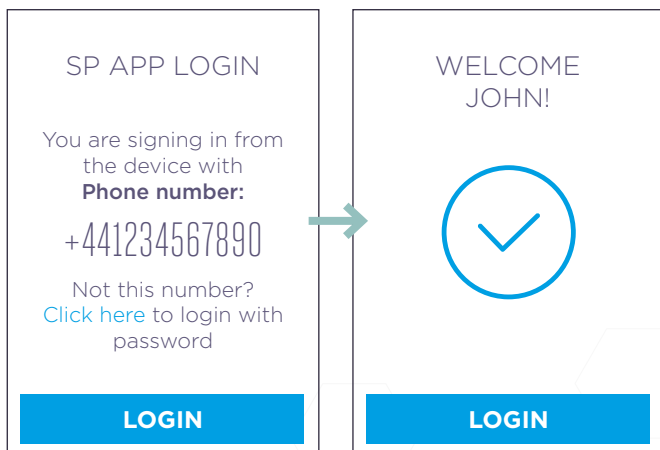 SP APP LOGIN
You are signing in from
the device with
Phone number:
+441234567890
Not this number?
Click here to login with
password
LOGIN
WELCOME
JOHN!
LOGIN